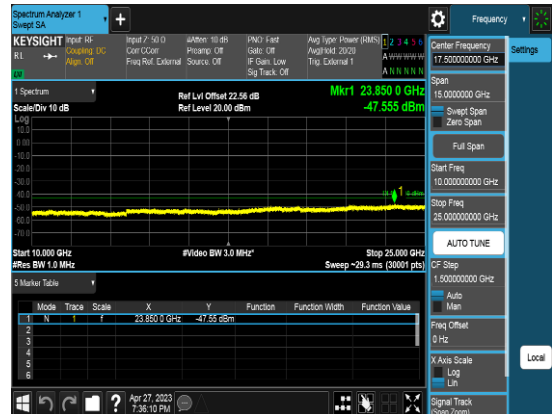 Spectrum Analyzer 1
Swept SA
+
Frequency
KEYSIGHT Input: RF Input Z: 50 Ω #Atten: 10 dB PNO: Fast Avg Type: Power (RMS) 1 2 3 4 5 6
RL Coupling: DC Corr CCorr Preamp: Off Gate: Off Avg|Hold: 20/20
Align: Off Freq Ref: External Source: Off IF Gain: Low Trig: External 1
Sig Track: Off A N N N N N
Center Frequency
17.500000000 GHz
Settings
Span
15.0000000 GHz
Swept Span
Zero Span
Full Span
Start Freq
10.000000000 GHz
Stop Freq
25.000000000 GHz
AUTO TUNE
CF Step
1.500000000 GHz
Auto
Man
Freq Offset
0 Hz
X Axis Scale
Log
Lin
Local
Signal Track
(Span Zoom)
1 Spectrum
Ref Lvl Offset 22.56 dB Mkr1 23.850 0 GHz
Scale/Div 10 dB Ref Level 20.00 dBm -47.555 dBm
Log
10.0
0.00
-10.0
-20.0
-30.0
-40.0
-50.0
-60.0
-70.0
1
Start 10.000 GHz #Video BW 3.0 MHz* Stop 25.000 GHz
#Res BW 1.0 MHz Sweep ~29.3 ms (30001 pts)
5 Marker Table
Mode Trace Scale X Y Function Function Width Function Value
1 N 1 f 23.850 0 GHz -47.55 dBm
2
3
4
5
6
? Apr 27, 2023
7:36:10 PM